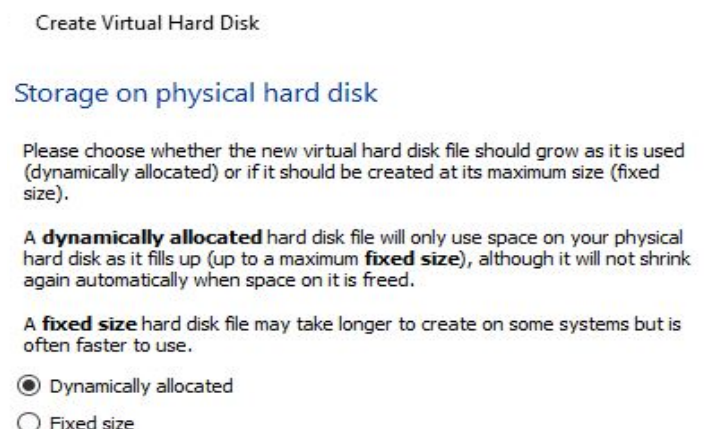 Create Virtual Hard Disk
Storage on physical hard disk
Please choose whether the new virtual hard disk file should grow as it is used
(dynamically allocated) or if it should be created at its maximum size (fixed
size).
A dynamically allocated hard disk file will only use space on your physical
hard disk as it fills up (up to a maximum fixed size), although it will not shrink
again automatically when space on it is freed.
A fixed size hard disk file may take longer to create on some systems but is
often faster to use.
Dynamically allocated
Fixed size